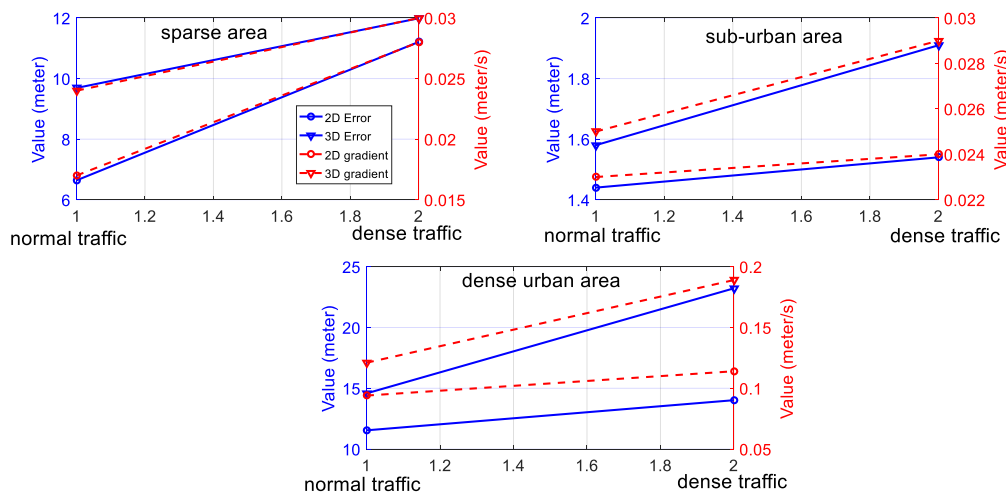 sparse area
12
10
8
6
Value (meter)
0.03
0.025
0.02
0.015
Value (meter/s)
2D Error
3D Error
2D gradient
3D gradient
1 1.2 1.4 1.6 1.8 2
normal traffic dense traffic
sub-urban area
2
1.8
1.6
1.4
Value (meter)
0.03
0.028
0.026
0.024
0.022
Value (meter/s)
1 1.2 1.4 1.6 1.8 2
normal traffic dense traffic
dense urban area
25
20
15
10
Value (meter)
0.2
0.15
0.1
0.05
Value (meter/s)
1 1.2 1.4 1.6 1.8 2
normal traffic dense traffic